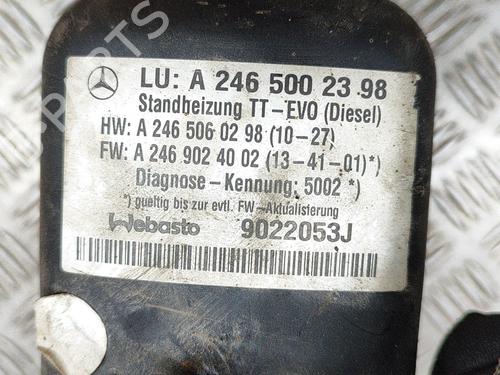 LU: A 246 500 23 98
Standheizung TT-EVO (Diesel)
HW: A 246 506 02 98 (10-27)
FW: A 246 902 40 02 (13-41-01)*)
Diagnose-Kennung: 5002 *)
*) gueltig bis zur evtl. FW-Aktualisierung
Webasto 9022053J